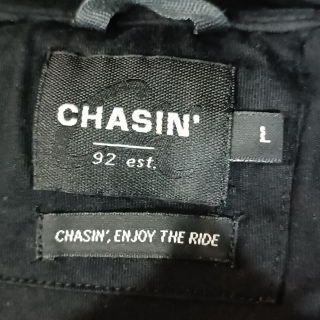 CHASIN'
92 est.
L
CHASIN', ENJOY THE RIDE